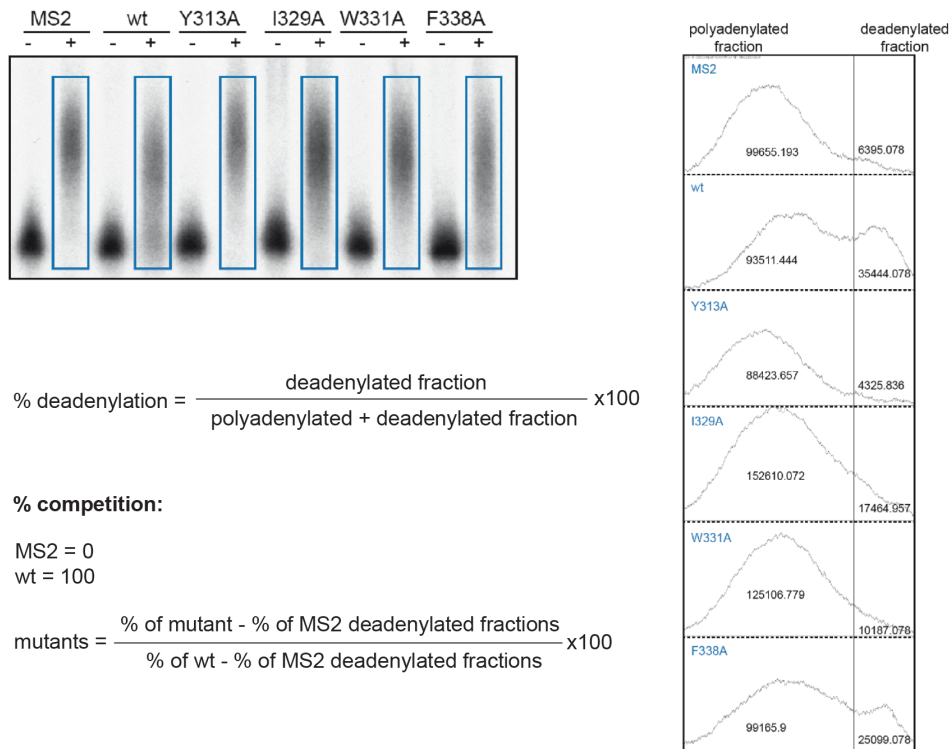 MS2 wt Y313A I329A W331A F338A
- + - + - + - + - + - +
% deadenylation = deadenylated fraction x100
polyadenylated + deadenylated fraction
% competition:
MS2 = 0
wt = 100
mutants = % of mutant - % of MS2 deadenylated fractions x100
% of wt - % of MS2 deadenylated fractions
polyadenylated deadenylated
fraction fraction
MS2
99655.193 6395.078
wt
93511.444 35444.078
Y313A
88423.657 4325.836
I329A
152610.072 17464.957
W331A
125106.779 10187.078
F338A
99165.9 25099.078